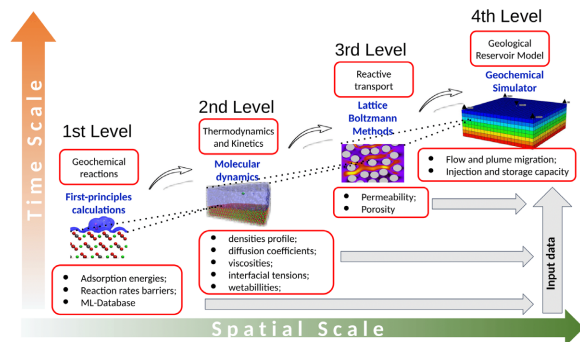 Time Scale
1st Level
Geochemical
reactions
First-principles
calculations
Adsorption energies;
Reaction rates barriers;
ML-Database
2nd Level
Thermodynamics
and Kinetics
Molecular
dynamics
densities profile;
diffusion coefficients;
viscosities;
interfacial tensions;
wetabillities;
3rd Level
Reactive
transport
Lattice
Boltzmann
Methods
Permeability;
Porosity
4th Level
Geological
Reservoir Model
Geochemical
Simulator
Flow and plume migration;
Injection and storage capacity
Input data
Spatial Scale